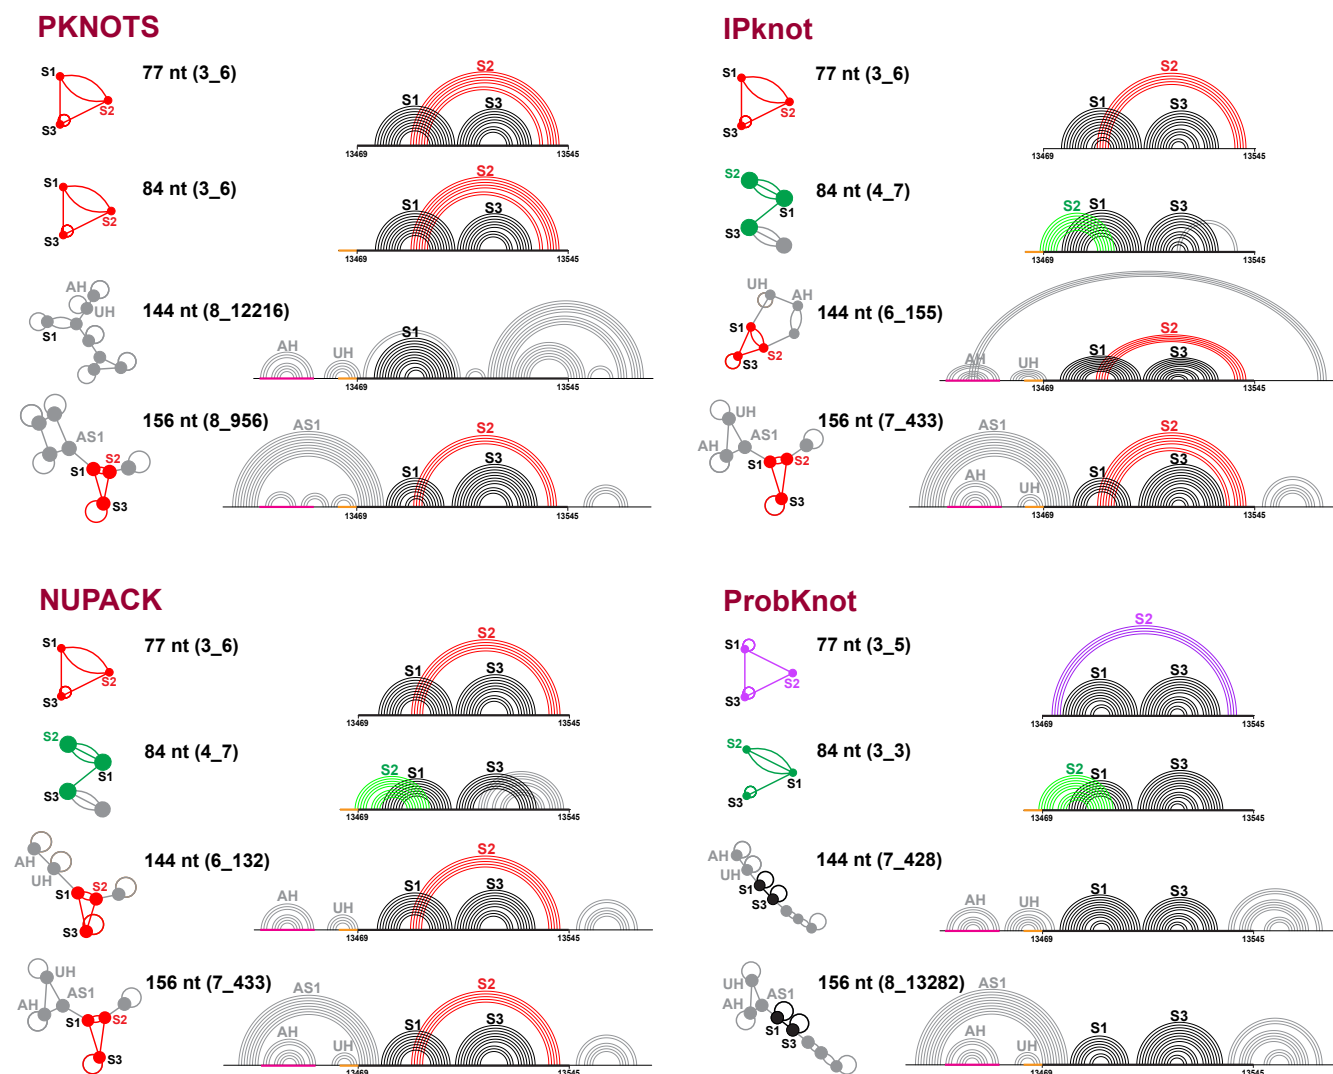 PKNOTS
S1
S2
S3
77 nt (3_6)
S1
S2
S3
13469
13545
S1
S2
S3
84 nt (3_6)
S1
S2
S3
13469
13545
AH
UH
S1
144 nt (8_12216)
AH
UH
S1
13469
13545
AS1
S1
S2
S3
156 nt (8_956)
AS1
S1
S2
S3
13469
13545
IPknot
S1
S2
S3
77 nt (3_6)
S1
S2
S3
13469
13545
S2
S1
S3
84 nt (4_7)
S2
S1
S3
13469
13545
UH
AH
S1
S2
S3
144 nt (6_155)
AH
UH
S1
S2
S3
13469
13545
UH
AH
AS1
S1
S2
S3
156 nt (7_433)
AS1
AH
UH
S1
S2
S3
13469
13545
NUPACK
S1
S2
S3
77 nt (3_6)
S1
S2
S3
13469
13545
S2
S1
S3
84 nt (4_7)
S2
S1
S3
13469
13545
AH
UH
S1
S2
S3
144 nt (6_132)
AH
UH
S1
S2
S3
13469
13545
UH
AH
AS1
S1
S2
S3
156 nt (7_433)
AS1
AH
UH
S1
S2
S3
13469
13545
ProbKnot
S1
S2
S3
77 nt (3_5)
S2
S1
S3
13469
13545
S2
S1
S3
84 nt (3_3)
S2
S1
S3
13469
13545
AH
UH
S1
S3
144 nt (7_428)
AH
UH
S1
S3
13469
13545
UH
AH
AS1
S1
S3
156 nt (8_13282)
AS1
AH
UH
S1
S3
13469
13545